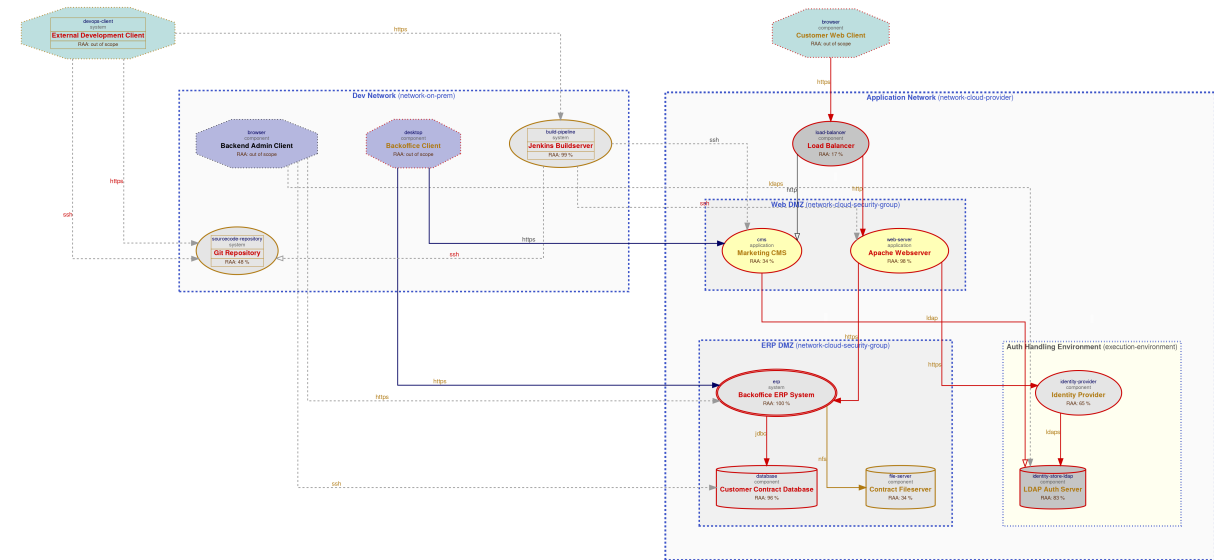 devops-client
system
External Development Client
RAA: out of scope
browser
component
Customer Web Client
RAA: out of scope
https
https
Dev Network (network-on-prem)
Application Network (network-cloud-provider)
browser
component
Backend Admin Client
RAA: out of scope
desktop
component
Backoffice Client
RAA: out of scope
build-pipeline
system
Jenkins Buildserver
RAA: 99 %
load-balancer
component
Load Balancer
RAA: 17 %
ssh
https
ldaps
http
http
ssh
Web DMZ (network-cloud-security-group)
ssh
sourcecode-repository
system
Git Repository
RAA: 48 %
https
ssh
cms
application
Marketing CMS
RAA: 34 %
web-server
application
Apache Webserver
RAA: 98 %
ldap
https
ERP DMZ (network-cloud-security-group)
Auth Handling Environment (execution-environment)
https
https
https
erp
system
Backoffice ERP System
RAA: 100 %
identity-provider
component
Identity Provider
RAA: 65 %
jdbc
ldaps
nfs
ssh
database
component
Customer Contract Database
RAA: 96 %
file-server
component
Contract Fileserver
RAA: 34 %
identity-store-ldap
component
LDAP Auth Server
RAA: 83 %